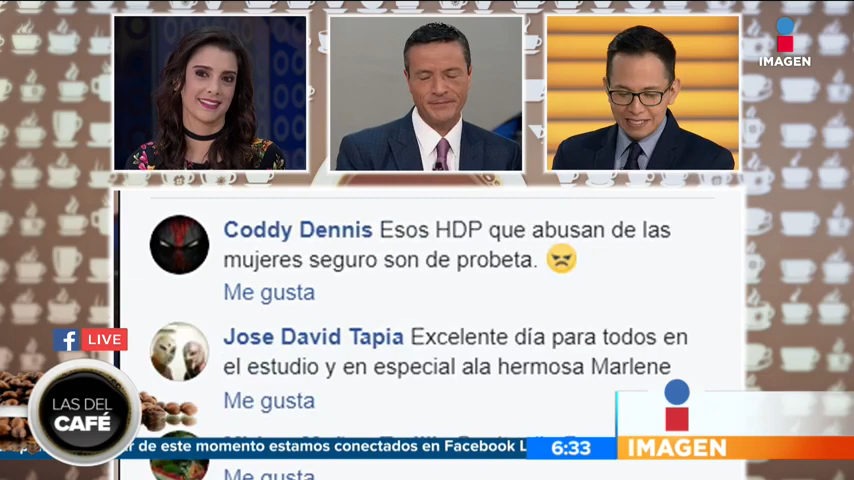 IMAGEN
Coddy Dennis Esos HDP que abusan de las
mujeres seguro son de probeta.
Me gusta
Jose David Tapia Excelente día para todos en
el estudio y en especial ala hermosa Marlene
Me gusta
LIVE
LAS DEL
CAFÉ
r de este momento estamos conectados en Facebook L
6:33
IMAGEN
Me gusta